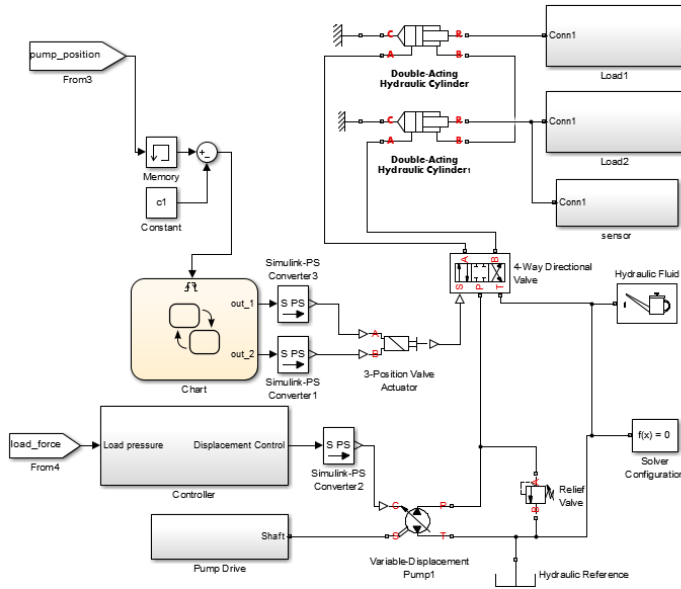 pump_position
From3
Memory
c1
Constant
C
R
A
B
Double-Acting
Hydraulic Cylinder
Conn1
Load1
C
R
A
B
Double-Acting
Hydraulic Cylinder1
Conn1
Load2
Conn1
sensor
A
B
S
P
T
4-Way Directional
Valve
Hydraulic Fluid
Simulink-PS
Converter3
S PS
out_1
out_2
Chart
S PS
Simulink-PS
Converter1
A
B
3-Position Valve
Actuator
load_force
From4
Load pressure
Displacement Control
Controller
S PS
Simulink-PS
Converter2
f(x) = 0
Solver
Configuration
A
B
Relief
Valve
Shaft
Pump Drive
C
P
S
T
Variable-Displacement
Pump1
Hydraulic Reference